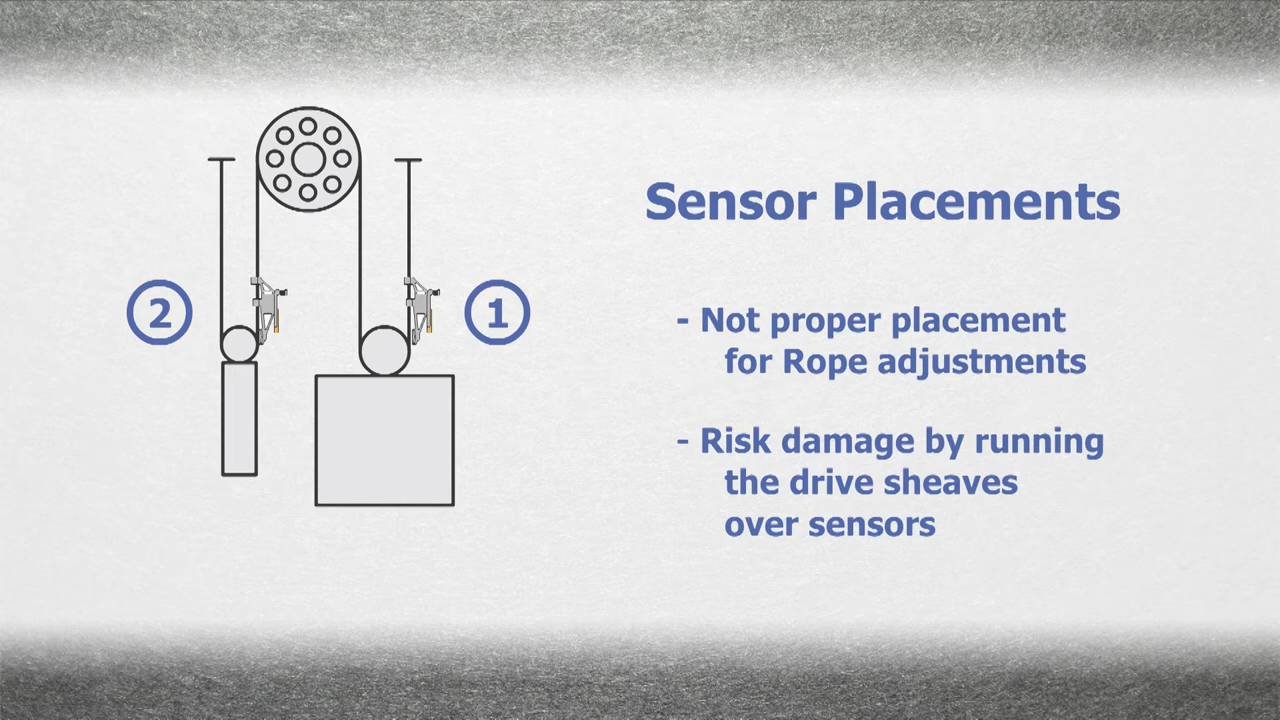 Sensor Placements
2
1
- Not proper placement
for Rope adjustments
- Risk damage by running
the drive sheaves
over sensors